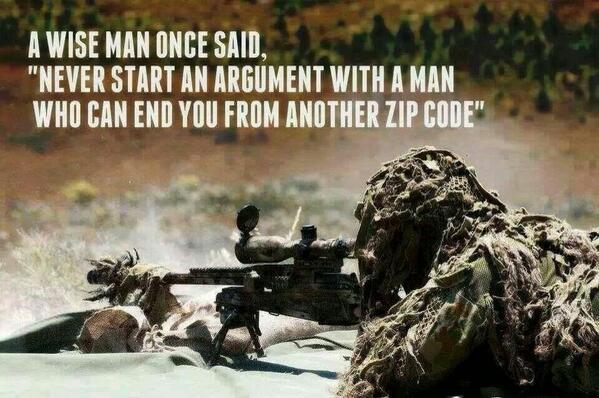 A WISE MAN ONCE SAID,
"NEVER START AN ARGUMENT WITH A MAN
WHO CAN END YOU FROM ANOTHER ZIP CODE"